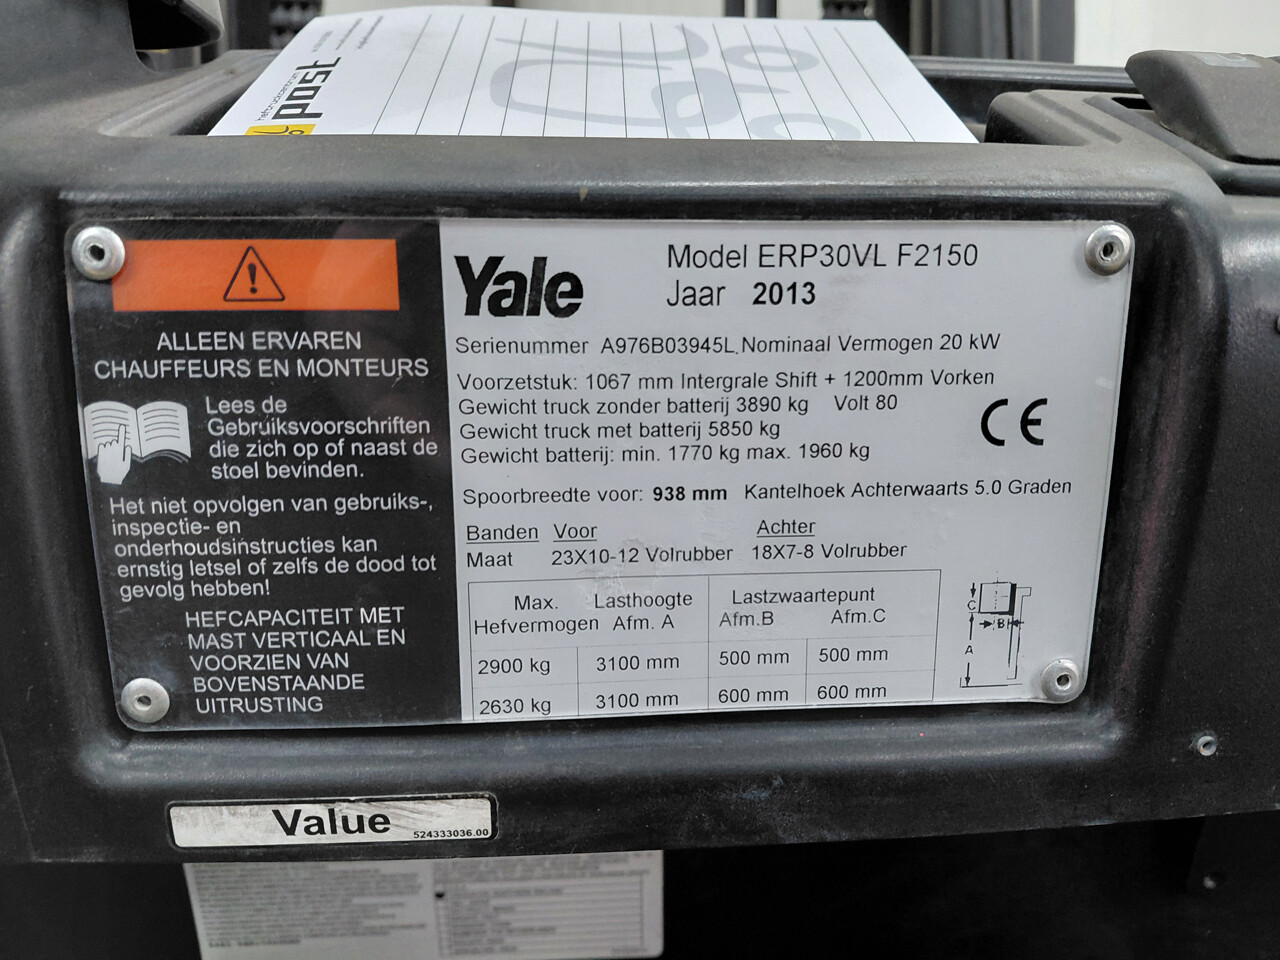 post
heftruckcentrum
ALLEEN ERVAREN
CHAUFFEURS EN MONTEURS
Lees de
Gebruiksvoorschriften
die zich op of naast de
stoel bevinden.
Het niet opvolgen van gebruiks-,
inspectie- en
onderhoudsinstructies kan
ernstig letsel of zelfs de dood tot
gevolg hebben!
HEFCAPACITEIT MET
MAST VERTICAAL EN
VOORZIEN VAN
BOVENSTAANDE
UITRUSTING
Yale
Model ERP30VL F2150
Jaar 2013
Serienummer A976B03945L Nominaal Vermogen 20 kW
Voorzetstuk: 1067 mm Intergrale Shift + 1200mm Vorken
Gewicht truck zonder batterij 3890 kg Volt 80
Gewicht truck met batterij 5850 kg
Gewicht batterij: min. 1770 kg max. 1960 kg
CE
Spoorbreedte voor: 938 mm Kantelhoek Achterwaarts 5.0 Graden
Banden Voor Achter
Maat 23X10-12 Volrubber 18X7-8 Volrubber
Max. Lasthoogte Lastzwaartepunt
Hefvermogen Afm. A Afm.B Afm.C
2900 kg 3100 mm 500 mm 500 mm
2630 kg 3100 mm 600 mm 600 mm
C
B
A
Value 524333036.00